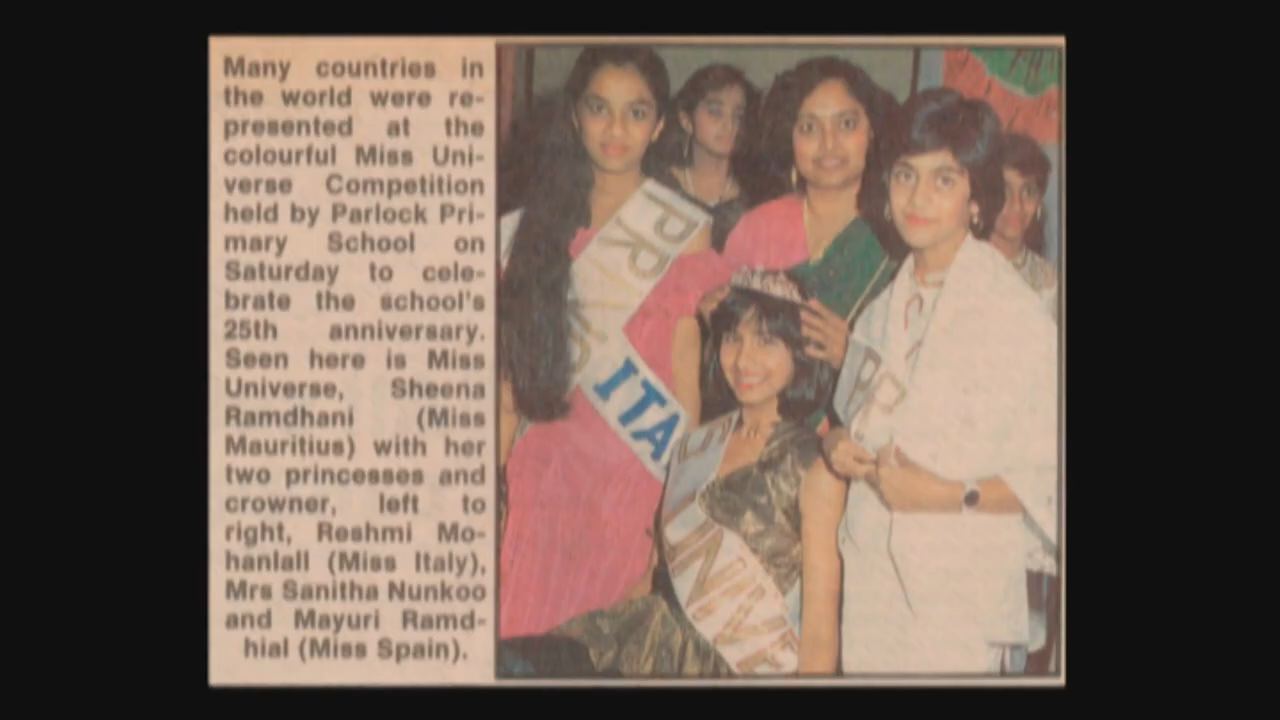 Many countries in
the world were re-
presented at the
colourful Miss Uni-
verse Competition
held by Parlock Pri-
mary School on
Saturday to cele-
brate the school's
25th anniversary.
Seen here is Miss
Universe, Sheena
Ramdhani (Miss
Mauritius) with her
two princesses and
crowner, left to
right, Reshmi Mo-
hanlall (Miss Italy),
Mrs Sanitha Nunkoo
and Mayuri Ramd-
hial (Miss Spain).
ITA
UNIVE